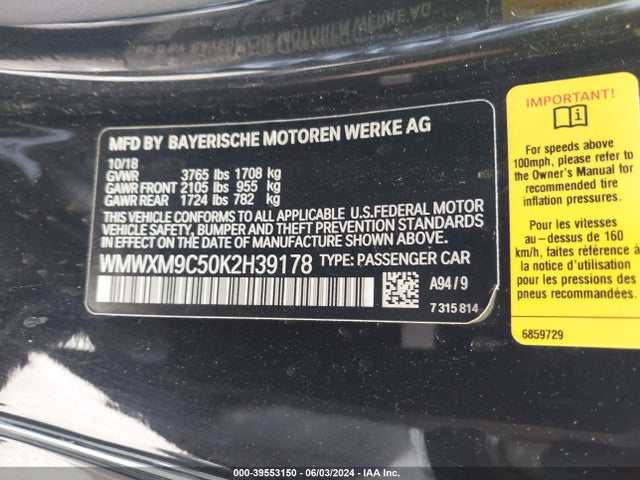 MFD BY BAYERISCHE MOTOREN WERKE AG
10/18
GVWR 3765 lbs 1708 kg
GAWR FRONT 2105 lbs 955 kg
GAWR REAR 1724 lbs 782 kg
THIS VEHICLE CONFORMS TO ALL APPLICABLE U.S.FEDERAL MOTOR
VEHICLE SAFETY, BUMPER AND THEFT PREVENTION STANDARDS
IN EFFECT ON THE DATE OF MANUFACTURE SHOWN ABOVE.
WMWXM9C50K2H39178 TYPE: PASSENGER CAR
A94/9
7 315 814
IMPORTANT!
For speeds above
100mph, please refer to
the Owner's Manual for
recommended tire
inflation pressures.
Pour les vitesses
au-dessus de 160
km/h, faites référence
à la notice d'utilisation
pour les pressions des
pneus recommendées.
6859729
BAYERISCHE MOTOREN WERKE AG
000-39553150 - 06/03/2024 - IAA Inc.